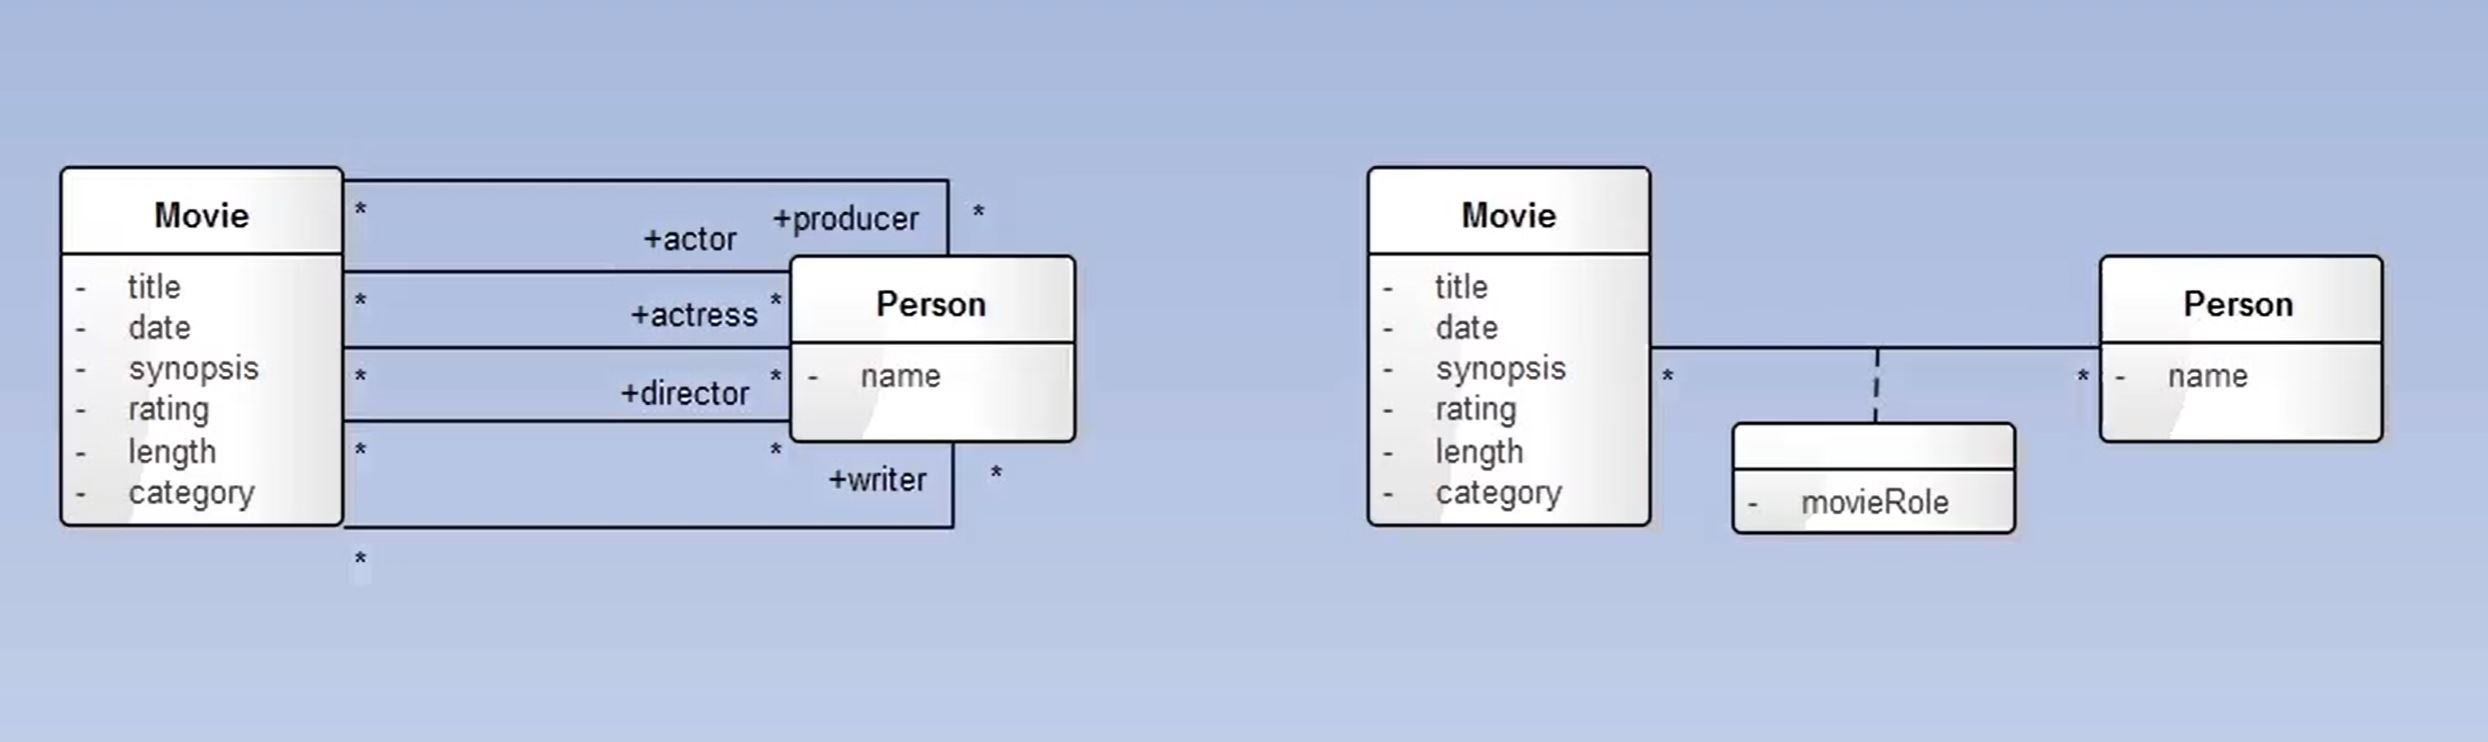 Movie
- title
- date
- synopsis
- rating
- length
- category
* +producer *
+actor
* +actress *
* +director *
* *
+writer *
*
Person
- name
Movie
- title
- date
- synopsis
- rating
- length
- category
* *
Person
- name
- movieRole